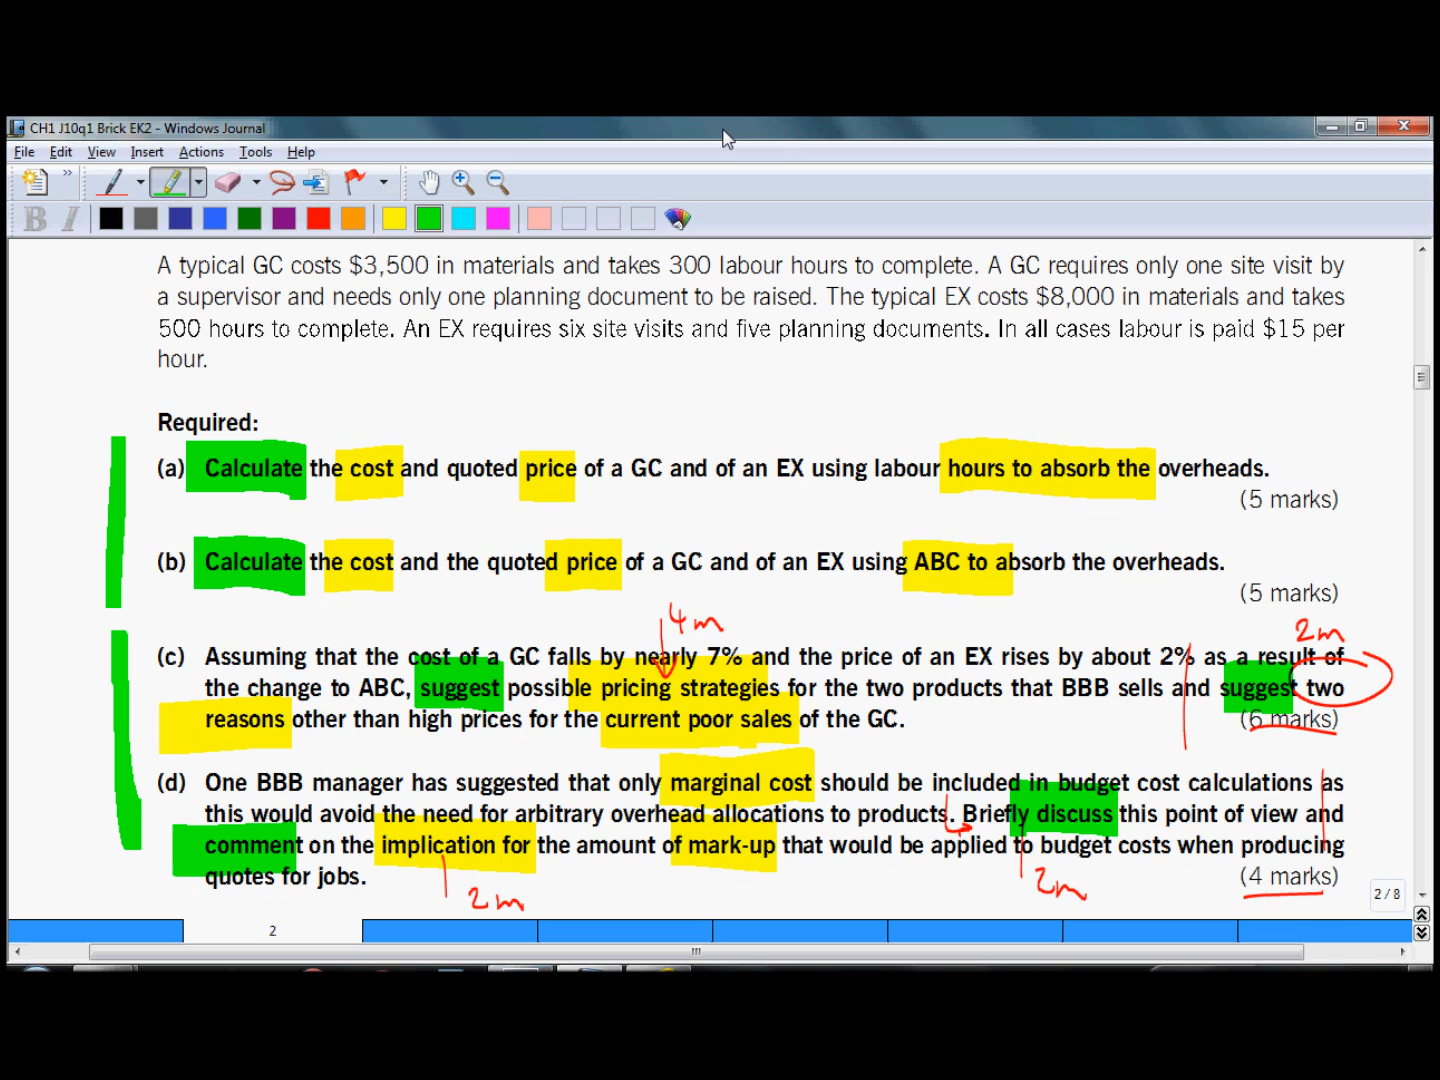 CH1 J10q1 Brick EK2 - Windows Journal
File Edit View Insert Actions Tools Help
B I
A typical GC costs $3,500 in materials and takes 300 labour hours to complete. A GC requires only one site visit by
a supervisor and needs only one planning document to be raised. The typical EX costs $8,000 in materials and takes
500 hours to complete. An EX requires six site visits and five planning documents. In all cases labour is paid $15 per
hour.
Required:
(a) Calculate the cost and quoted price of a GC and of an EX using labour hours to absorb the overheads.
(5 marks)
(b) Calculate the cost and the quoted price of a GC and of an EX using ABC to absorb the overheads.
(5 marks)
4m
2m
(c) Assuming that the cost of a GC falls by nearly 7% and the price of an EX rises by about 2% as a result of
the change to ABC, suggest possible pricing strategies for the two products that BBB sells and suggest two
reasons other than high prices for the current poor sales of the GC.
(6 marks)
(d) One BBB manager has suggested that only marginal cost should be included in budget cost calculations as
this would avoid the need for arbitrary overhead allocations to products. Briefly discuss this point of view and
comment on the implication for the amount of mark-up that would be applied to budget costs when producing
quotes for jobs.
(4 marks)
2m
2m
2 / 8
2